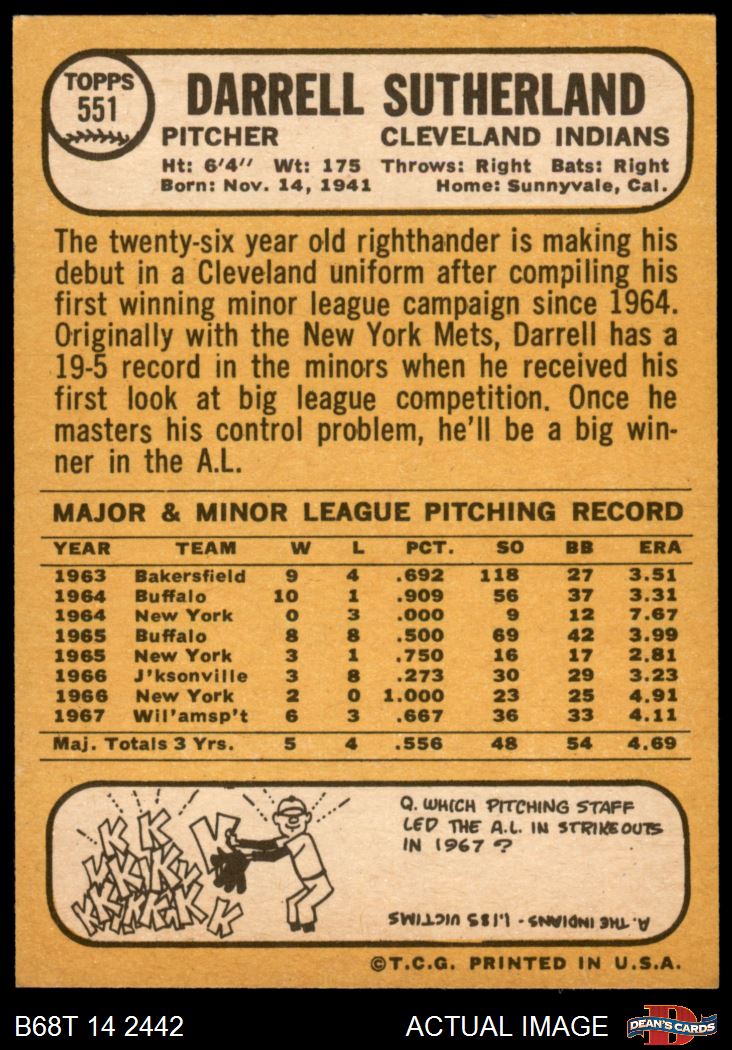 TOPPS
551
DARRELL SUTHERLAND
PITCHER CLEVELAND INDIANS
Ht: 6'4'' Wt: 175 Throws: Right Bats: Right
Born: Nov. 14, 1941 Home: Sunnyvale, Cal.
The twenty-six year old righthander is making his
debut in a Cleveland uniform after compiling his
first winning minor league campaign since 1964.
Originally with the New York Mets, Darrell has a
19-5 record in the minors when he received his
first look at big league competition. Once he
masters his control problem, he'll be a big win-
ner in the A.L.
MAJOR & MINOR LEAGUE PITCHING RECORD
YEAR TEAM W L PCT. SO BB ERA
1963 Bakersfield 9 4 .692 118 27 3.51
1964 Buffalo 10 1 .909 56 37 3.31
1964 New York 0 3 .000 9 12 7.67
1965 Buffalo 8 8 .500 69 42 3.99
1965 New York 3 1 .750 16 17 2.81
1966 J'ksonville 3 8 .273 30 29 3.23
1966 New York 2 0 1.000 23 25 4.91
1967 Wil'amsp't 6 3 .667 36 33 4.11
Maj. Totals 3 Yrs. 5 4 .556 48 54 4.69
K K K
K K K K
K K K K K K
Q. WHICH PITCHING STAFF
LED THE A.L. IN STRIKEOUTS
IN 1967?
A. THE INDIANS - 1,185 VICTIMS
©T.C.G. PRINTED IN U.S.A.
B68T 14 2442 ACTUAL IMAGE DEAN'S CARDS